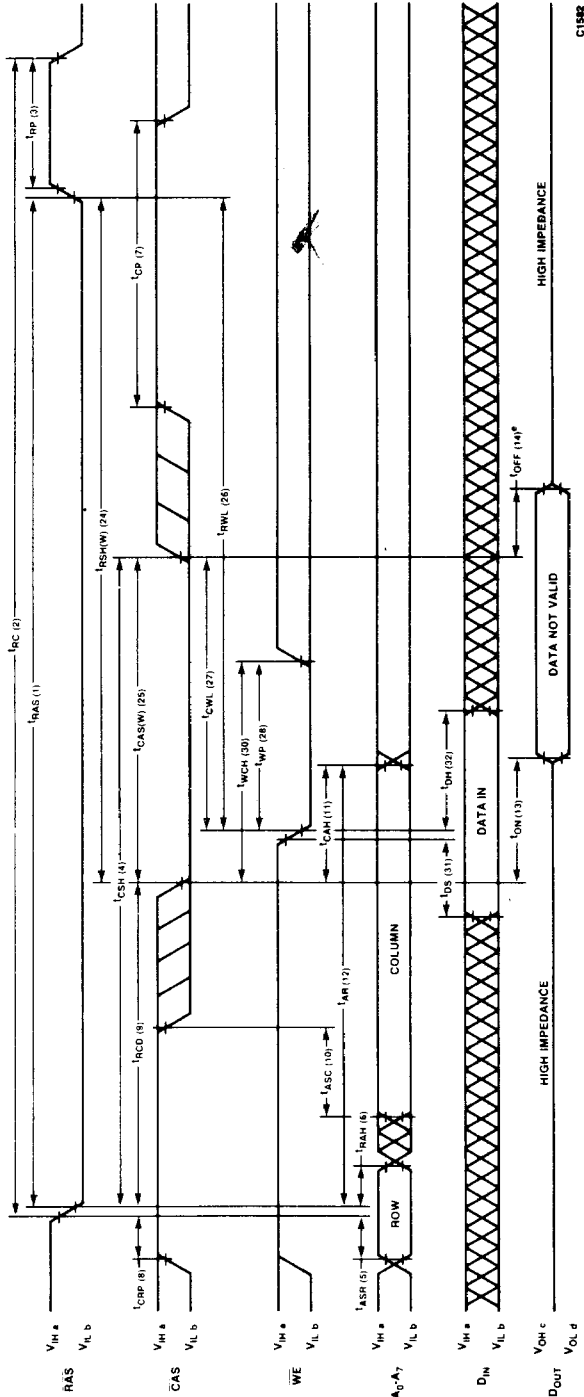 tRC (2)
tRAS (1)
tRP (3)
VIH a
VIL b
RAS
tCSH (4)
tRSH(W) (24)
tCRP (8)
tRCD (9)
tCAS(W) (25)
tCP (7)
VIH a
VIL b
CAS
tCWL (27)
tRWL (26)
tWCH (30)
tWP (28)
VIH a
VIL b
WE
tASC (10)
tAR (12)
tCAH (11)
tASR (5)
tRAH (6)
VIH a
VIL b
A0-A7
ROW
COLUMN
tDS (31)
tDH (32)
VIH a
VIL b
DIN
DATA IN
tON (13)
tOFF (14)e
VOH c
VOL d
DOUT
HIGH IMPEDANCE
DATA NOT VALID
HIGH IMPEDANCE
C1582